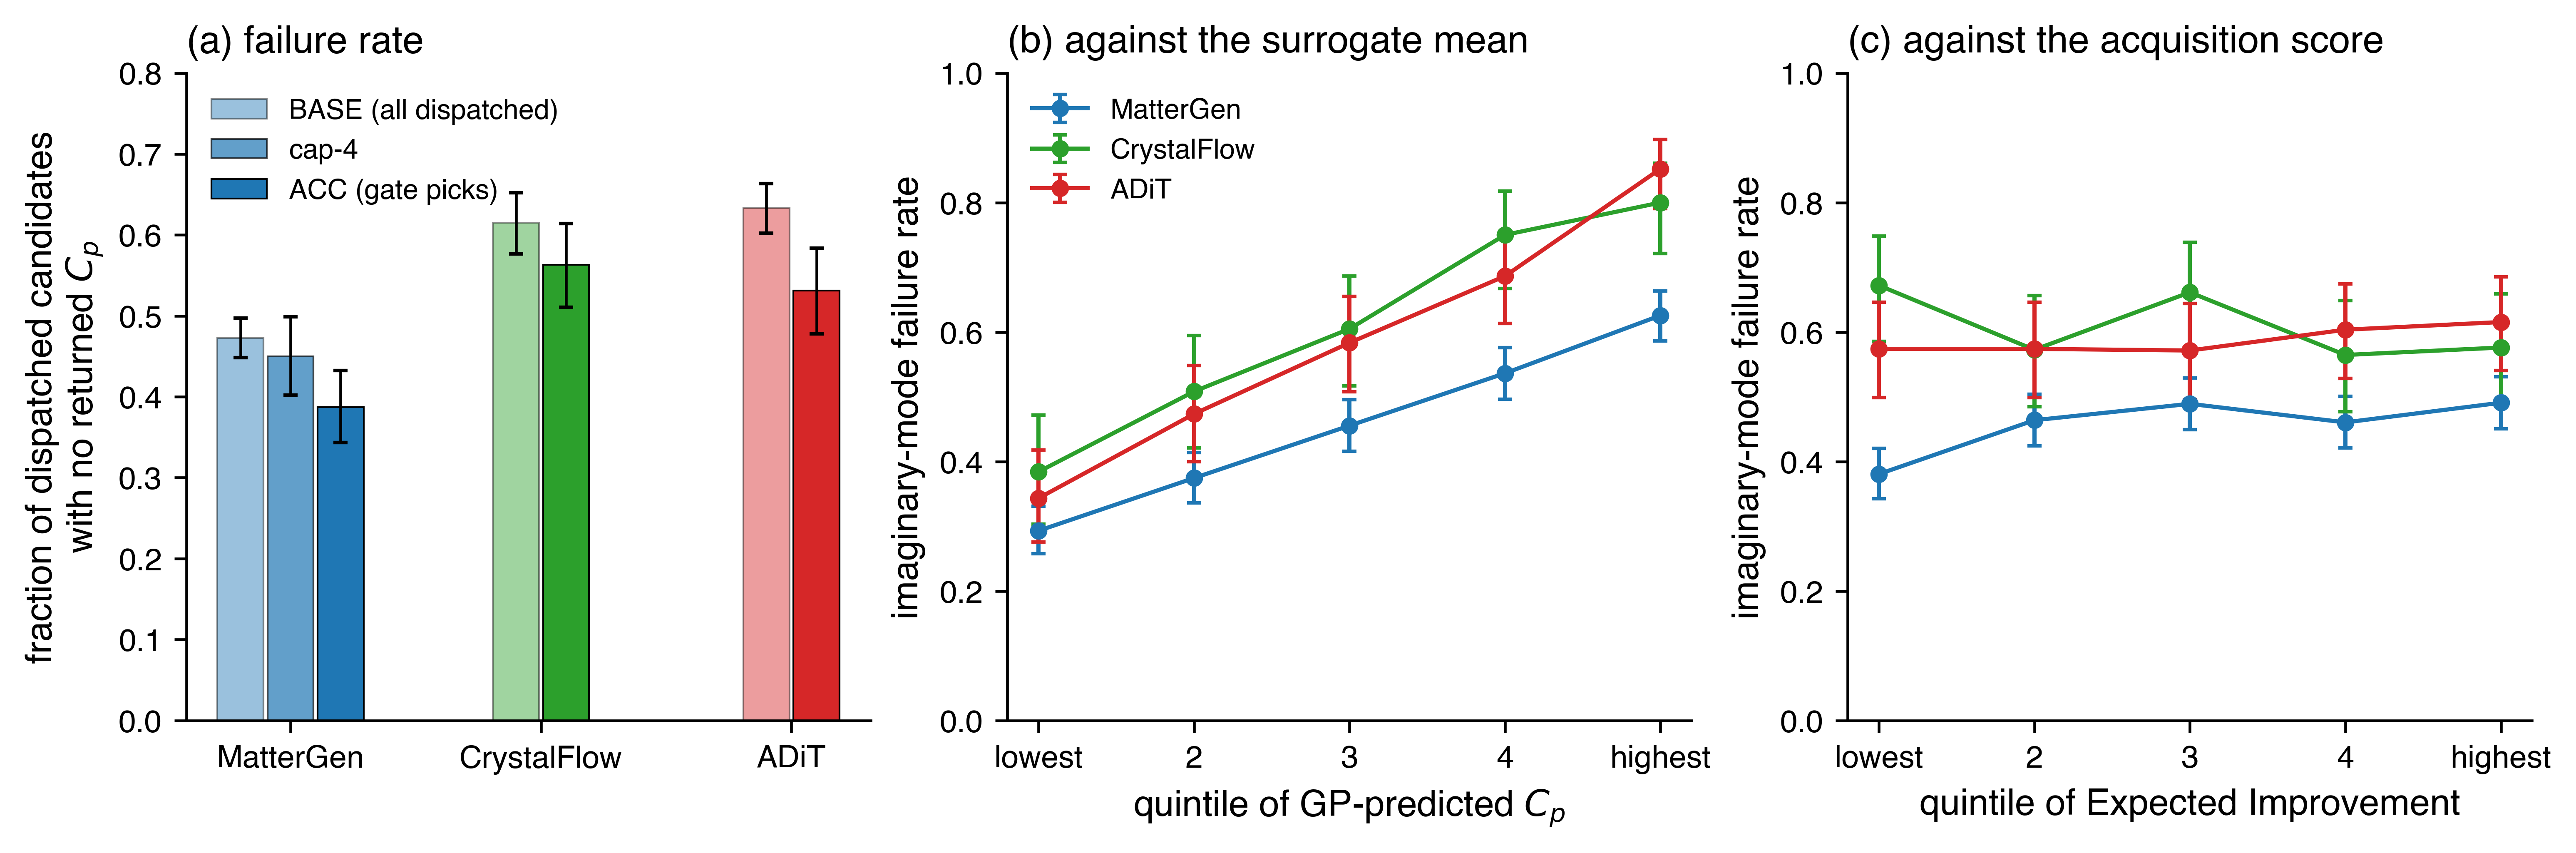 (a) failure rate
fraction of dispatched candidates
with no returned Cp
0.8
0.7
0.6
0.5
0.4
0.3
0.2
0.1
0.0
BASE (all dispatched)
cap-4
ACC (gate picks)
MatterGen
CrystalFlow
ADiT
(b) against the surrogate mean
imaginary-mode failure rate
1.0
0.8
0.6
0.4
0.2
0.0
MatterGen
CrystalFlow
ADiT
lowest
2
3
4
highest
quintile of GP-predicted Cp
(c) against the acquisition score
imaginary-mode failure rate
1.0
0.8
0.6
0.4
0.2
0.0
lowest
2
3
4
highest
quintile of Expected Improvement